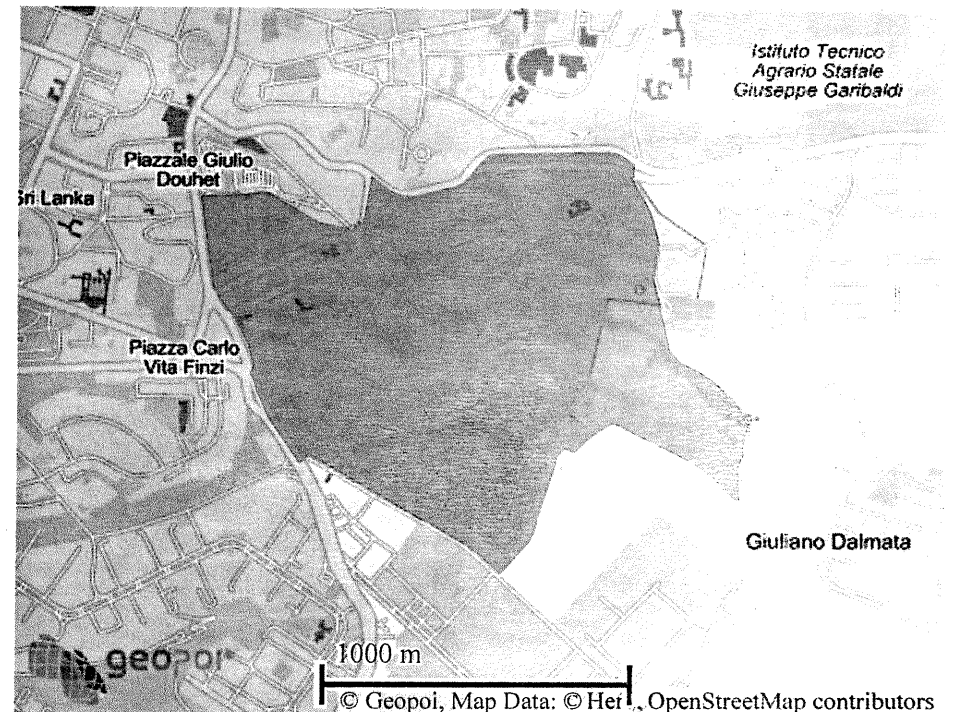 Istituto Tecnico
Agrario Statale
Giuseppe Garibaldi
Piazzale Giulio
Douhet
Sri Lanka
Piazza Carlo
Vita Finzi
Giuliano Dalmata
geopoi
1000 m
© Geopoi, Map Data: © OpenStreetMap contributors